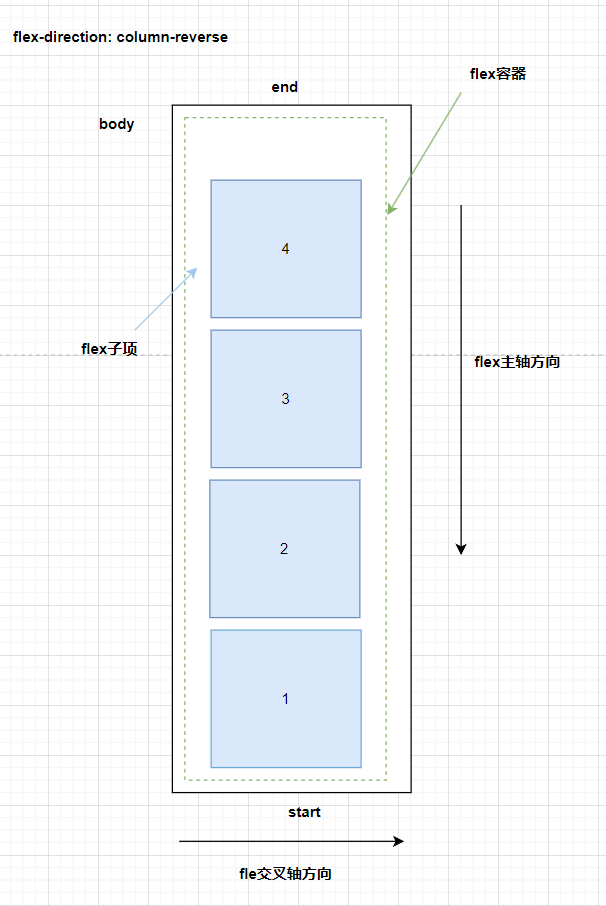 flex-direction: column-reverse
flex容器
end
body
4
flex子项
flex主轴方向
3
2
1
start
fle交叉轴方向